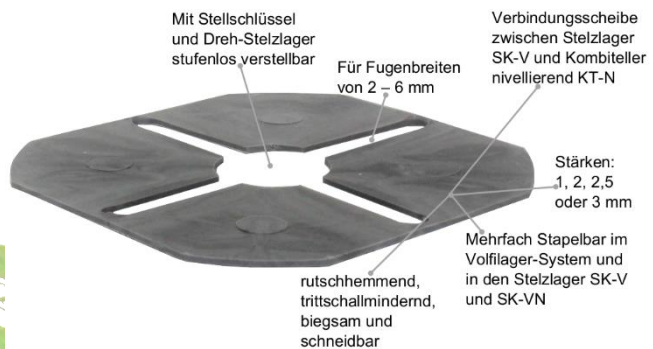 Mit Stellschlüssel
und Dreh-Stelzlager
stufenlos verstellbar
Für Fugenbreiten
von 2 – 6 mm
Verbindungsscheibe
zwischen Stelzlager
SK-V und Kombiteller
nivellierend KT-N
Stärken:
1, 2, 2,5
oder 3 mm
Mehrfach Stapelbar im
Volfilager-System und
in den Stelzlager SK-V
und SK-VN
rutschhemmend,
trittschallmindernd,
biegsam und
schneidbar